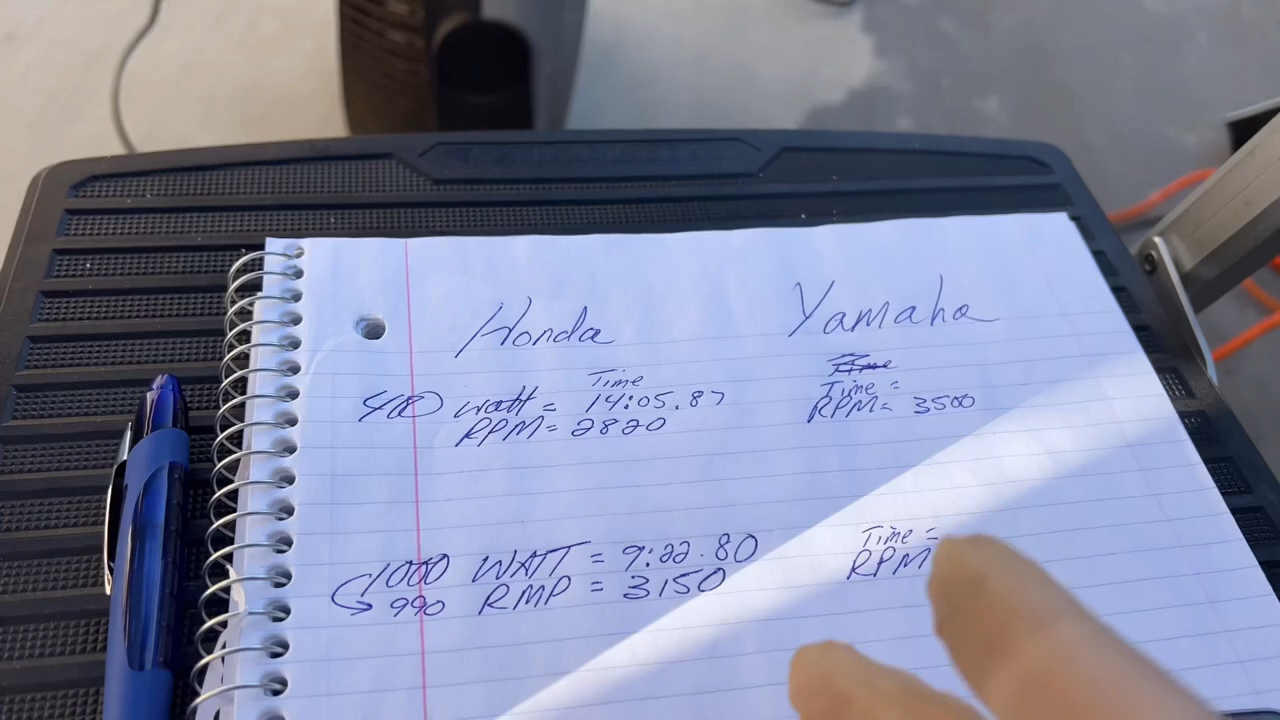 Honda
Yamaha
400 watt = Time 14:05.87
RPM = 2820
Time =
RPM = 3500
1000 WATT = 9:22.80
990 RMP = 3150
Time =
RPM